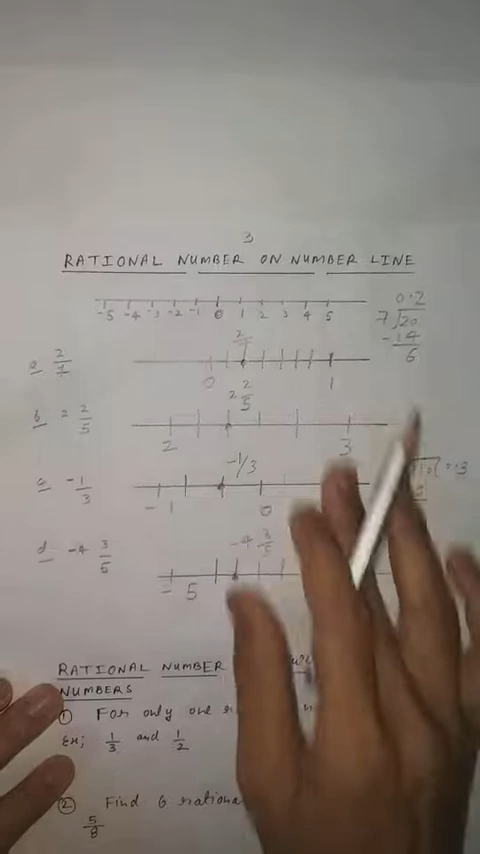 3
RATIONAL NUMBER ON NUMBER LINE
-5 -4 -3 -2 -1 0 1 2 3 4 5
0.2
7 20
-14
6
a 2/7
2/7
0 1
b 2 2/5
2 2/5
2 3
c -1/3
-1/3
-1 0
d -4 3/5
-4 3/5
-5
RATIONAL NUMBER
NUMBERS
① For only one
Ex; 1/3 and 1/2
② Find 6 rationa
5/8